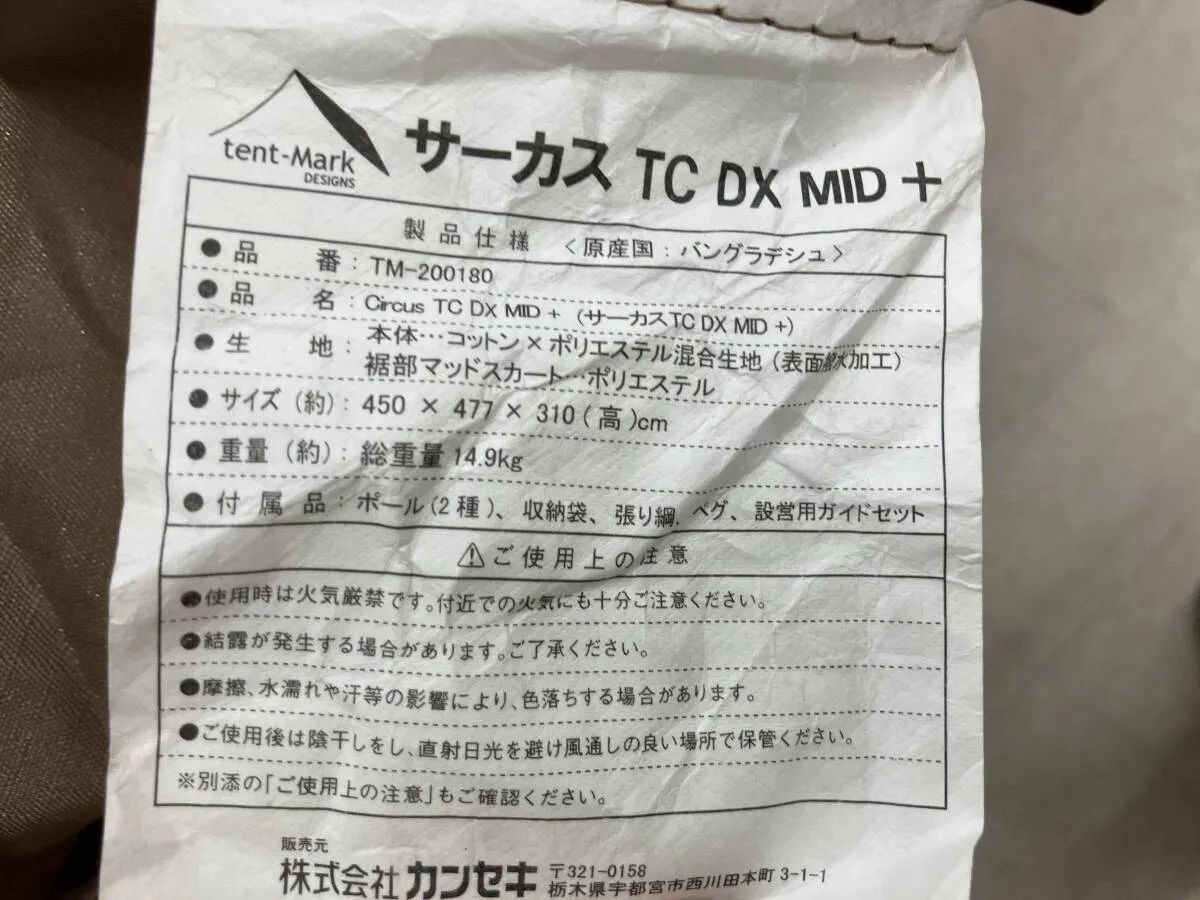 tent-Mark
DESIGNS
サーカス TC DX MID +
製品仕様 〈原産国:バングラデシュ〉
●品番:TM-200180
●品名:Circus TC DX MID + (サーカスTC DX MID +)
●生地:本体…コットン×ポリエステル混合生地(表面撥水加工)
裾部マッドスカート…ポリエステル
●サイズ(約):450 × 477 × 310(高)cm
●重量(約):総重量 14.9kg
●付属品:ポール(2種)、収納袋、張り綱、ペグ、設営用ガイドセット
⚠ご使用上の注意
●使用時は火気厳禁です。付近での火気にも十分ご注意ください。
●結露が発生する場合があります。ご了承ください。
●摩擦、水濡れや汗等の影響により、色落ちする場合があります。
●ご使用後は陰干しをし、直射日光を避け風通しの良い場所で保管ください。
※別添の「ご使用上の注意」もご確認ください。
販売元
株式会社カンセキ 〒321-0158
栃木県宇都宮市西川田本町 3-1-1